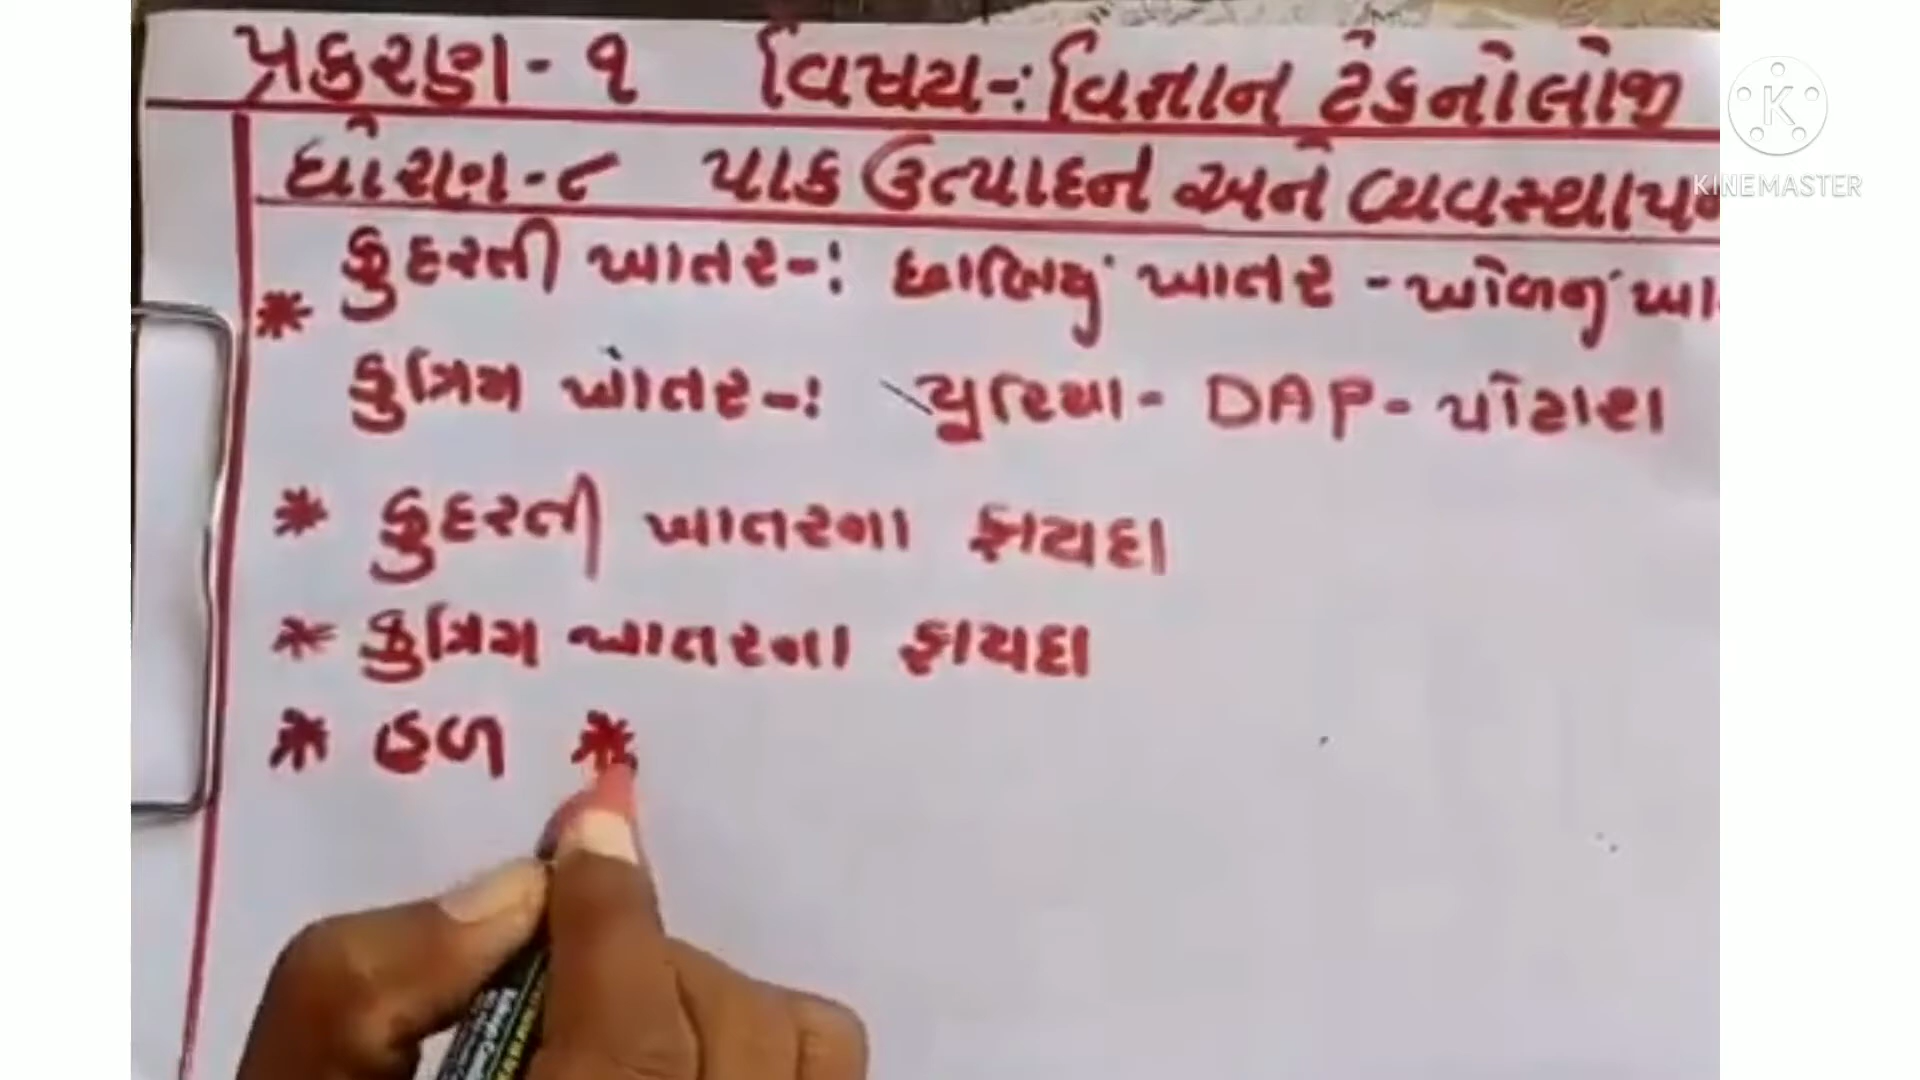 પ્રકરણ - ૧ વિષય-: વિજ્ઞાન ટેકનોલોજી
ધોરણ - ૮ પાક ઉત્પાદન અને વ્યવસ્થાપન
* કુદરતી ખાતર-: છાણિયું ખાતર - ખોળનું ખા
કુત્રિમ ખાતર-: યુરિયા - DAP - પોટાશ
* કુદરતી ખાતરના ફાયદા
* કુત્રિમ ખાતરના ફાયદા
* હળ *
K
KINEMASTER